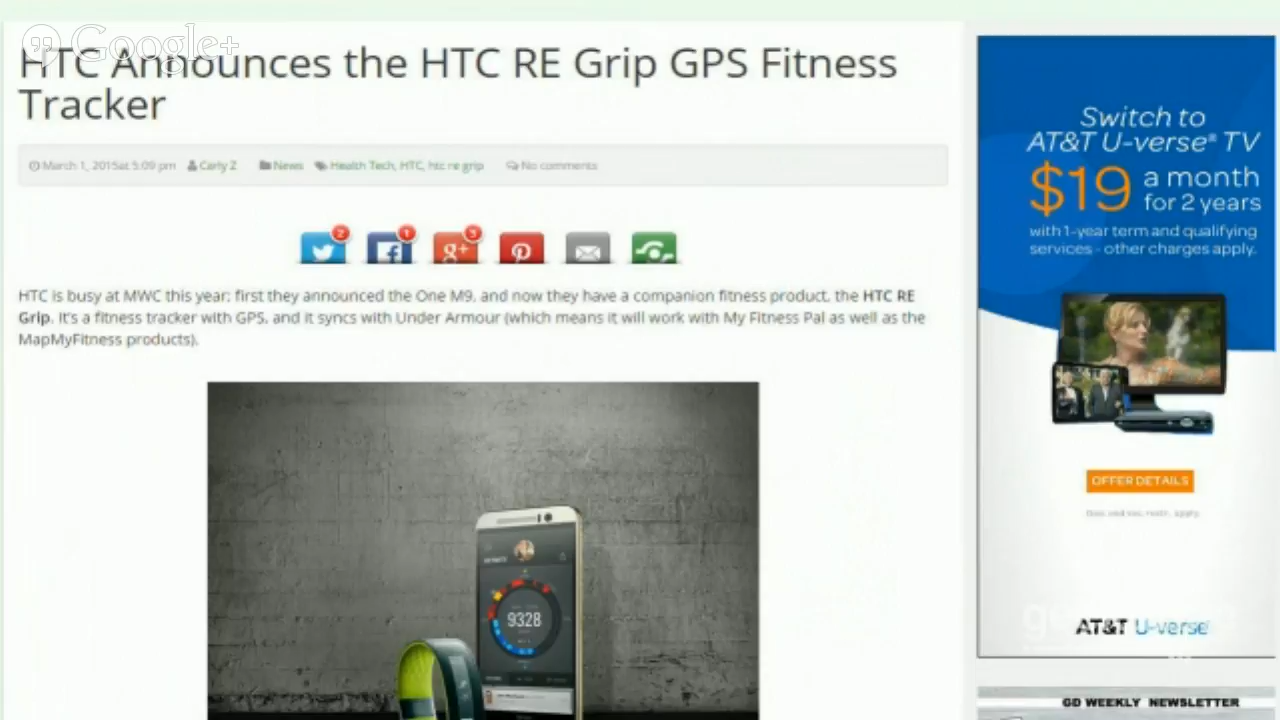 Google+
HTC Announces the HTC RE Grip GPS Fitness
Tracker
March 1, 2015at 5:09 pm Carly Z News Health Tech, HTC, htc re grip No comments
2 1 3
HTC is busy at MWC this year: first they announced the One M9, and now they have a companion fitness product, the HTC RE
Grip. It's a fitness tracker with GPS, and it syncs with Under Armour (which means it will work with My Fitness Pal as well as the
MapMyFitness products).
9328
Switch to
AT&T U-verse® TV
$19 a month
for 2 years
with 1-year term and qualifying
services - other charges apply.
OFFER DETAILS
AT&T U-verse
GD WEEKLY NEWSLETTER